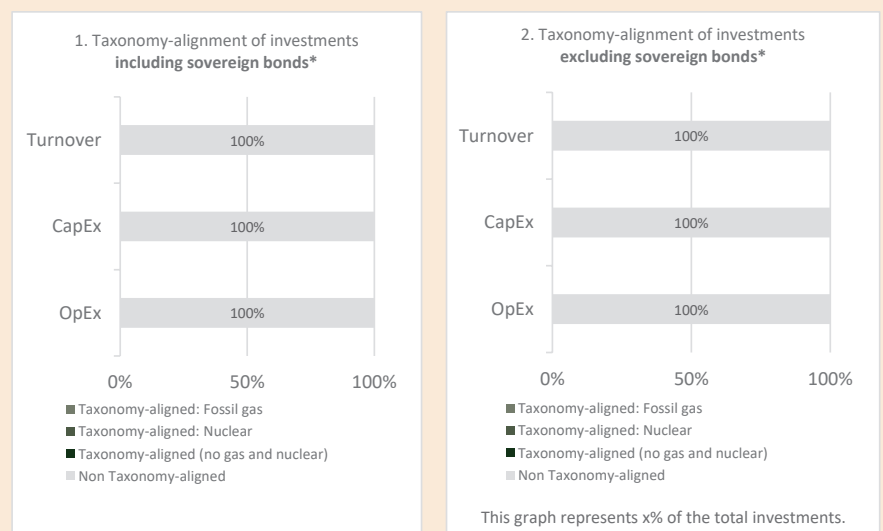 1. Taxonomy-alignment of investments
including sovereign bonds*
Turnover
100%
CapEx
100%
OpEx
100%
0%
50%
100%
Taxonomy-aligned: Fossil gas
Taxonomy-aligned: Nuclear
Taxonomy-aligned (no gas and nuclear)
Non Taxonomy-aligned
2. Taxonomy-alignment of investments
excluding sovereign bonds*
Turnover
100%
CapEx
100%
OpEx
100%
0%
50%
100%
Taxonomy-aligned: Fossil gas
Taxonomy-aligned: Nuclear
Taxonomy-aligned (no gas and nuclear)
Non Taxonomy-aligned
This graph represents x% of the total investments.